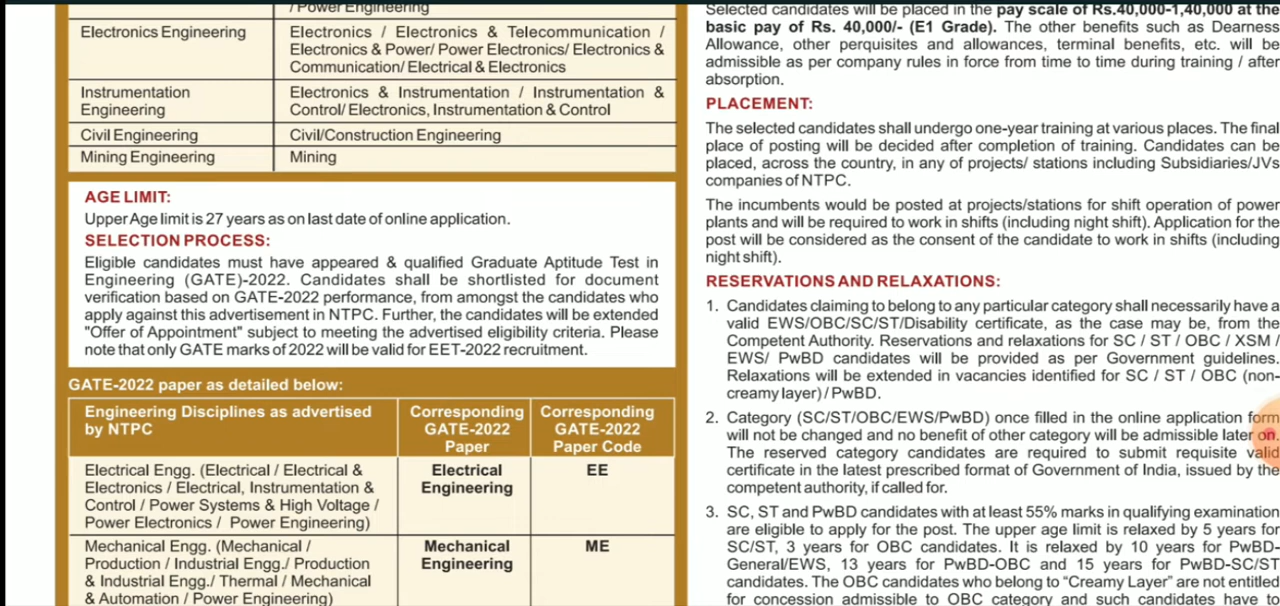 / Power Engineering
Electronics Engineering
Electronics / Electronics & Telecommunication /
Electronics & Power/ Power Electronics/ Electronics &
Communication/ Electrical & Electronics
Instrumentation
Engineering
Electronics & Instrumentation / Instrumentation &
Control/ Electronics, Instrumentation & Control
Civil Engineering
Civil/Construction Engineering
Mining Engineering
Mining
AGE LIMIT:
Upper Age limit is 27 years as on last date of online application.
SELECTION PROCESS:
Eligible candidates must have appeared & qualified Graduate Aptitude Test in
Engineering (GATE)-2022. Candidates shall be shortlisted for document
verification based on GATE-2022 performance, from amongst the candidates who
apply against this advertisement in NTPC. Further, the candidates will be extended
"Offer of Appointment" subject to meeting the advertised eligibility criteria. Please
note that only GATE marks of 2022 will be valid for EET-2022 recruitment.
GATE-2022 paper as detailed below:
Engineering Disciplines as advertised
by NTPC
Corresponding
GATE-2022
Paper
Corresponding
GATE-2022
Paper Code
Electrical Engg. (Electrical / Electrical &
Electronics / Electrical, Instrumentation &
Control / Power Systems & High Voltage /
Power Electronics / Power Engineering)
Electrical
Engineering
EE
Mechanical Engg. (Mechanical /
Production / Industrial Engg./ Production
& Industrial Engg./ Thermal / Mechanical
& Automation / Power Engineering)
Mechanical
Engineering
ME
Selected candidates will be placed in the pay scale of Rs.40,000-1,40,000 at the
basic pay of Rs. 40,000/- (E1 Grade). The other benefits such as Dearness
Allowance, other perquisites and allowances, terminal benefits, etc. will be
admissible as per company rules in force from time to time during training / after
absorption.
PLACEMENT:
The selected candidates shall undergo one-year training at various places. The final
place of posting will be decided after completion of training. Candidates can be
placed, across the country, in any of projects/ stations including Subsidiaries/JVs
companies of NTPC.
The incumbents would be posted at projects/stations for shift operation of power
plants and will be required to work in shifts (including night shift). Application for the
post will be considered as the consent of the candidate to work in shifts (including
night shift).
RESERVATIONS AND RELAXATIONS:
1. Candidates claiming to belong to any particular category shall necessarily have a
valid EWS/OBC/SC/ST/Disability certificate, as the case may be, from the
Competent Authority. Reservations and relaxations for SC / ST / OBC / XSM /
EWS/ PwBD candidates will be provided as per Government guidelines.
Relaxations will be extended in vacancies identified for SC / ST / OBC (non-
creamy layer) / PwBD.
2. Category (SC/ST/OBC/EWS/PwBD) once filled in the online application form
will not be changed and no benefit of other category will be admissible later on.
The reserved category candidates are required to submit requisite valid
certificate in the latest prescribed format of Government of India, issued by the
competent authority, if called for.
3. SC, ST and PwBD candidates with at least 55% marks in qualifying examination
are eligible to apply for the post. The upper age limit is relaxed by 5 years for
SC/ST, 3 years for OBC candidates. It is relaxed by 10 years for PwBD-
General/EWS, 13 years for PwBD-OBC and 15 years for PwBD-SC/ST
candidates. The OBC candidates who belong to “Creamy Layer” are not entitled
for concession admissible to OBC category and such candidates have to